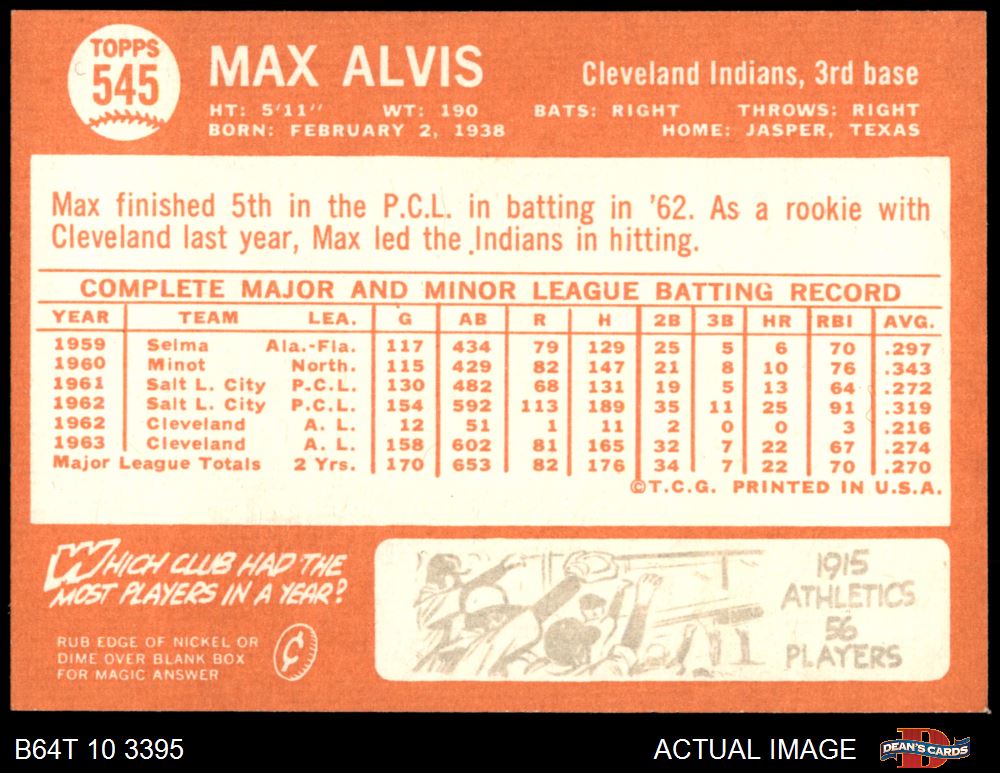 TOPPS
545
MAX ALVIS
Cleveland Indians, 3rd base
HT: 5'11" WT: 190 BATS: RIGHT THROWS: RIGHT
BORN: FEBRUARY 2, 1938 HOME: JASPER, TEXAS
Max finished 5th in the P.C.L. in batting in '62. As a rookie with
Cleveland last year, Max led the Indians in hitting.
COMPLETE MAJOR AND MINOR LEAGUE BATTING RECORD
YEAR TEAM LEA. G AB R H 2B 3B HR RBI AVG.
1959 Selma Ala.-Fla. 117 434 79 129 25 5 6 70 .297
1960 Minot North. 115 429 82 147 21 8 10 76 .343
1961 Salt L. City P.C.L. 130 482 68 131 19 5 13 64 .272
1962 Salt L. City P.C.L. 154 592 113 189 35 11 25 91 .319
1962 Cleveland A. L. 12 51 1 11 2 0 0 3 .216
1963 Cleveland A. L. 158 602 81 165 32 7 22 67 .274
Major League Totals 2 Yrs. 170 653 82 176 34 7 22 70 .270
©T.C.G. PRINTED IN U.S.A.
WHICH CLUB HAD THE
MOST PLAYERS IN A YEAR?
RUB EDGE OF NICKEL OR
DIME OVER BLANK BOX
FOR MAGIC ANSWER
¢
1915
ATHLETICS
56
PLAYERS
B64T 10 3395
ACTUAL IMAGE
DEAN'S CARDS